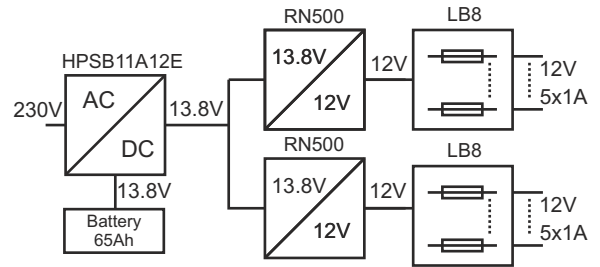 HPSB11A12E
230V
AC
DC
13.8V
13.8V
Battery
65Ah
RN500
13.8V
12V
12V
LB8
12V
5x1A
RN500
13.8V
12V
12V
LB8
12V
5x1A